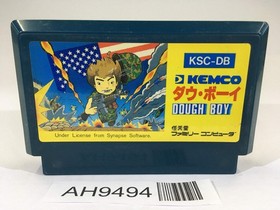 KSC-DB
KEMCO
ダウ・ボーイ
DOUGH BOY
任天堂
ファミリー コンピュータ
Under License from Synapse Software.
AH9494